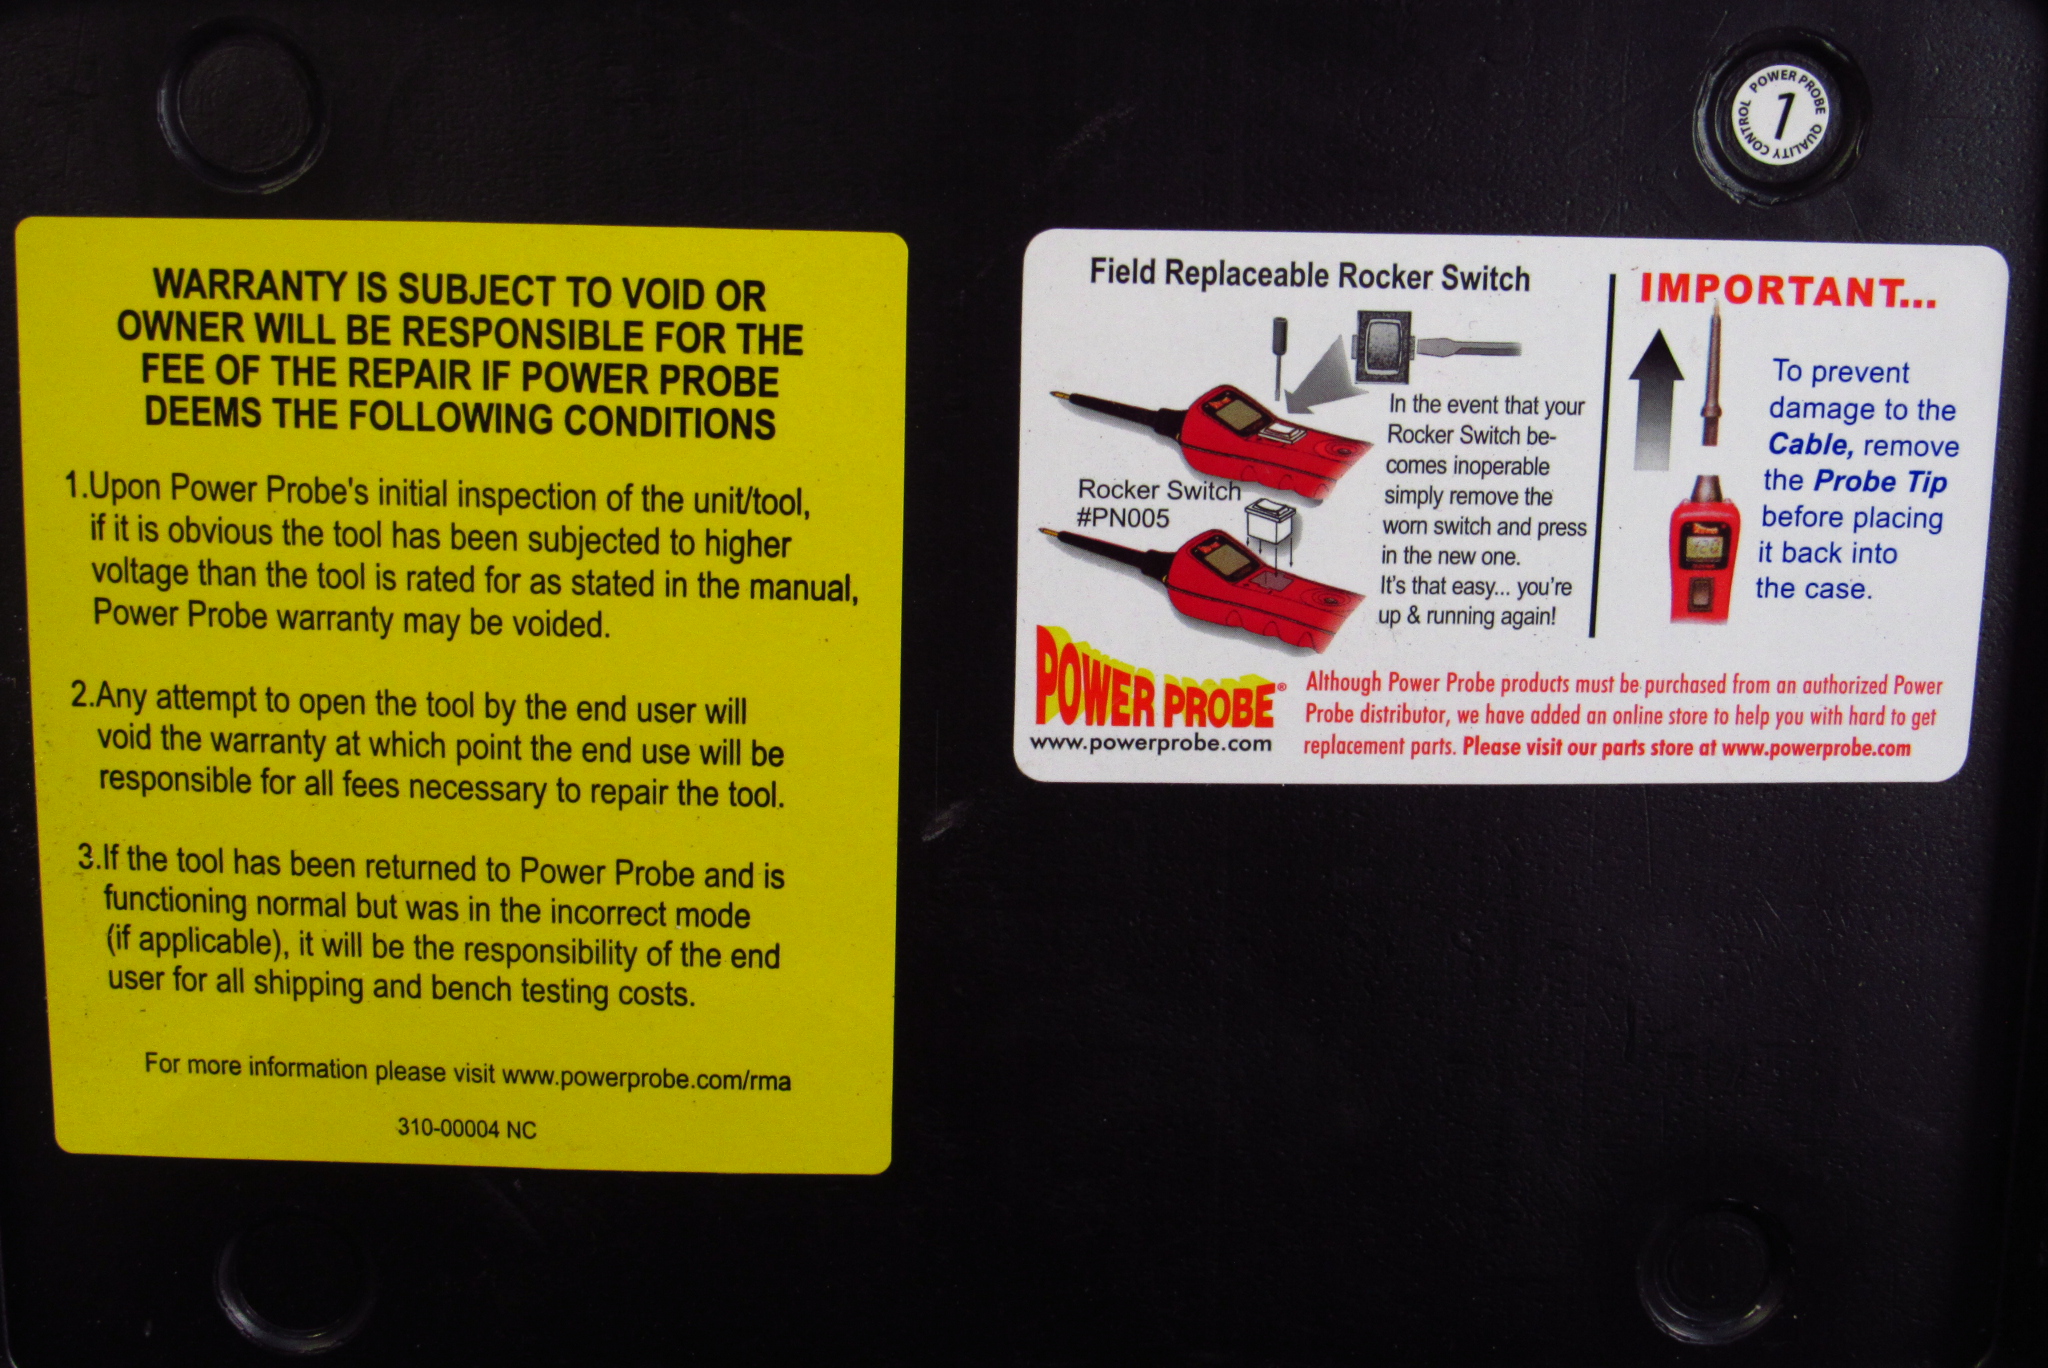 POWER PROBE QUALITY CONTROL
1
WARRANTY IS SUBJECT TO VOID OR
OWNER WILL BE RESPONSIBLE FOR THE
FEE OF THE REPAIR IF POWER PROBE
DEEMS THE FOLLOWING CONDITIONS
1.Upon Power Probe's initial inspection of the unit/tool,
if it is obvious the tool has been subjected to higher
voltage than the tool is rated for as stated in the manual,
Power Probe warranty may be voided.
2.Any attempt to open the tool by the end user will
void the warranty at which point the end use will be
responsible for all fees necessary to repair the tool.
3.If the tool has been returned to Power Probe and is
functioning normal but was in the incorrect mode
(if applicable), it will be the responsibility of the end
user for all shipping and bench testing costs.
For more information please visit www.powerprobe.com/rma
310-00004 NC
Field Replaceable Rocker Switch
In the event that your
Rocker Switch be-
comes inoperable
simply remove the
worn switch and press
in the new one.
It's that easy... you're
up & running again!
Rocker Switch
#PN005
IMPORTANT...
To prevent
damage to the
Cable, remove
the Probe Tip
before placing
it back into
the case.
POWER PROBE®
www.powerprobe.com
Although Power Probe products must be purchased from an authorized Power
Probe distributor, we have added an online store to help you with hard to get
replacement parts. Please visit our parts store at www.powerprobe.com